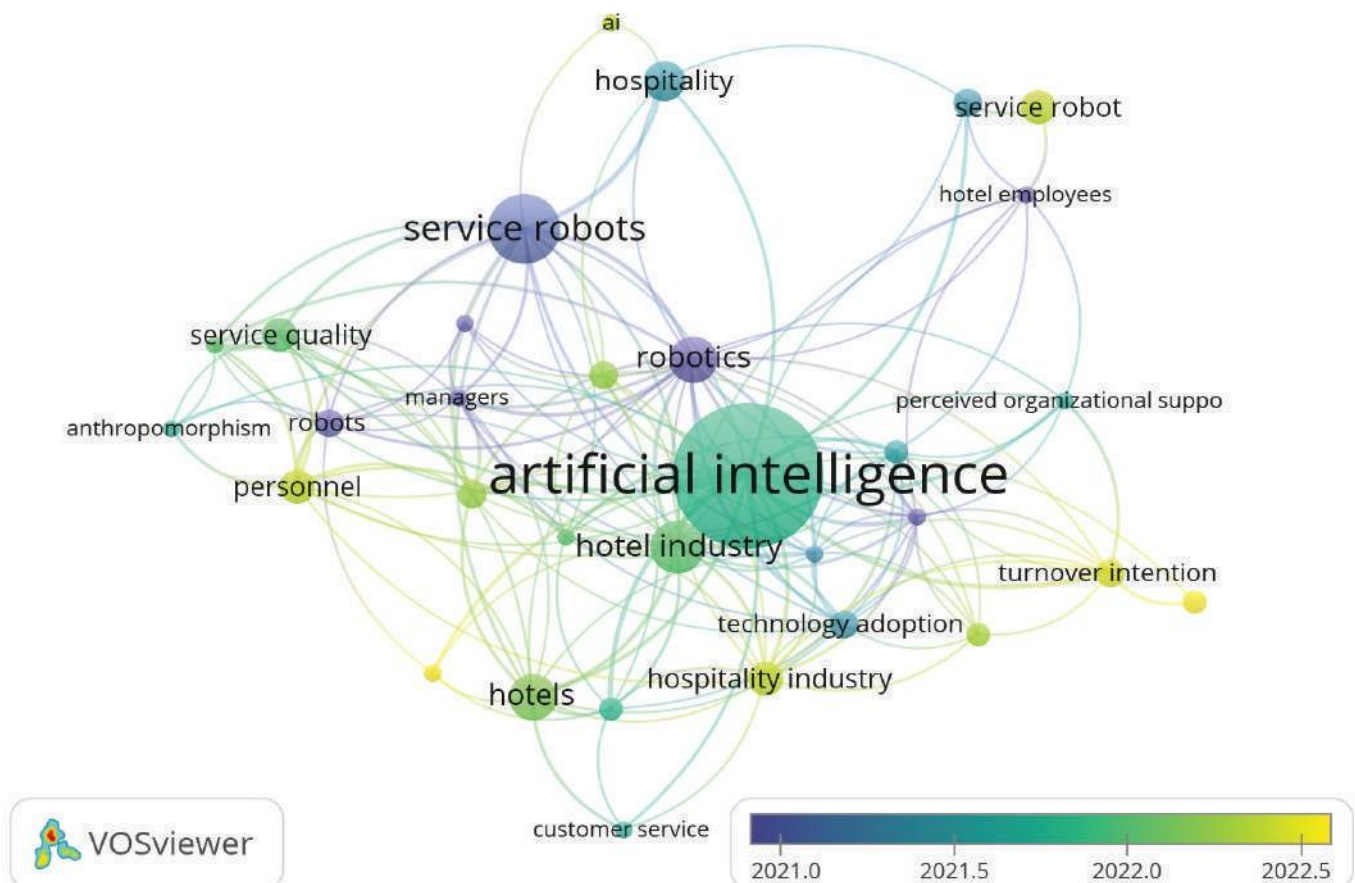 ai
hospitality
service robot
hotel employees
service robots
service quality
robotics
managers
perceived organizational suppo
anthropomorphism
robots
artificial intelligence
personnel
hotel industry
turnover intention
technology adoption
hospitality industry
hotels
customer service
VOSviewer
2021.0 2021.5 2022.0 2022.5